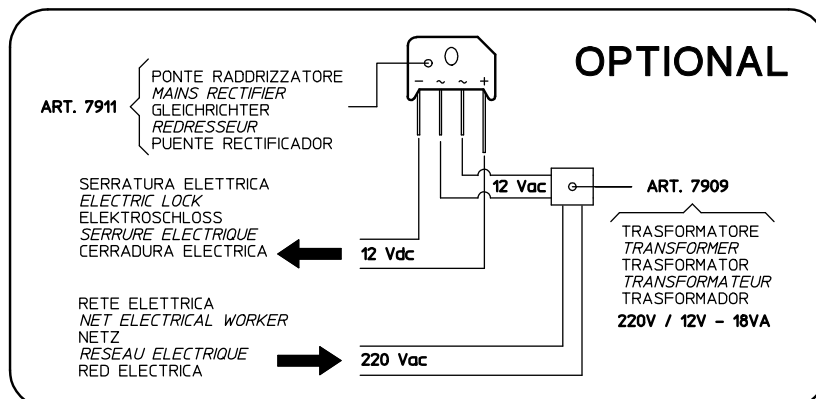 OPTIONAL
ART. 7911
PONTE RADDRIZZATORE
MAINS RECTIFIER
GLEICHRICHTER
REDRESSEUR
PUENTE RECTIFICADOR
− ~ ~ +
SERRATURA ELETTRICA
ELECTRIC LOCK
ELEKTROSCHLOSS
SERRURE ELECTRIQUE
CERRADURA ELECTRICA
12 Vdc
12 Vac
ART. 7909
TRASFORMATORE
TRANSFORMER
TRASFORMATOR
TRANSFORMATEUR
TRASFORMADOR
220V / 12V - 18VA
RETE ELETTRICA
NET ELECTRICAL WORKER
NETZ
RESEAU ELECTRIQUE
RED ELECTRICA
220 Vac